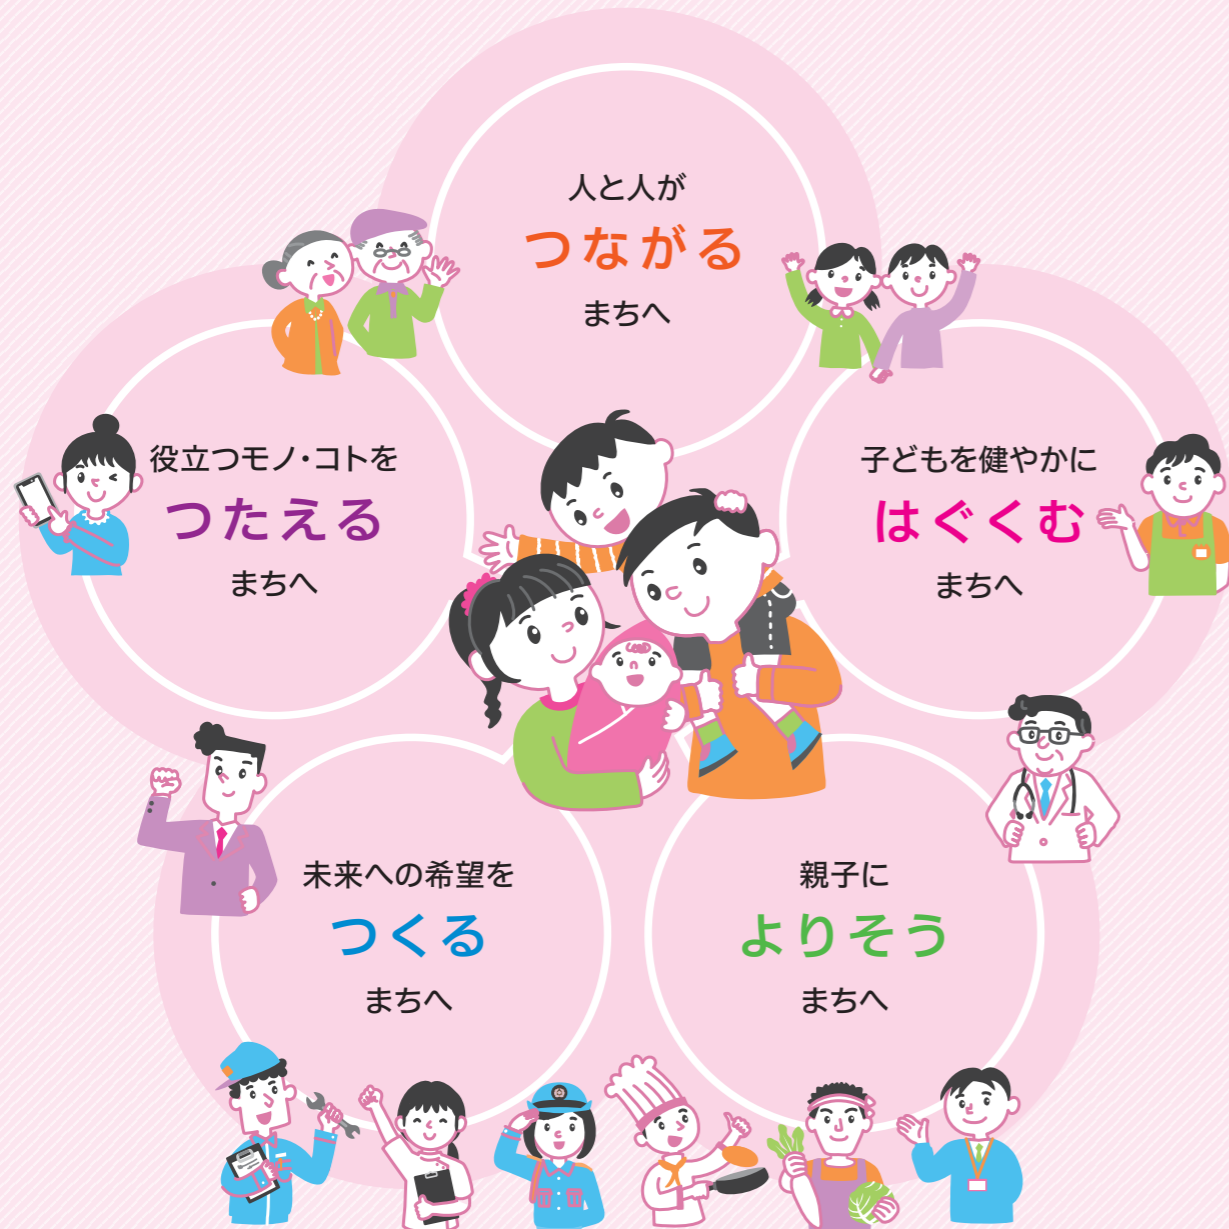 人と人が
つながる
まちへ
役立つモノ・コトを
つたえる
まちへ
子どもを健やかに
はぐくむ
まちへ
未来への希望を
つくる
まちへ
親子に
よりそう
まちへ